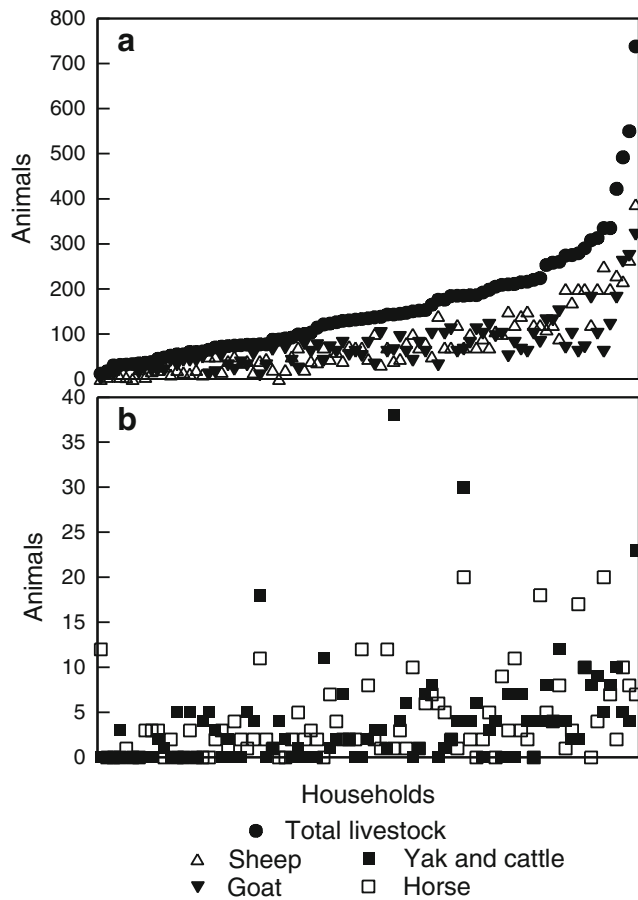 800
a
700
600
500
400
300
200
100
0
Animals
40
b
35
30
25
20
15
10
5
0
Animals
Households
Total livestock
Sheep Yak and cattle
Goat Horse